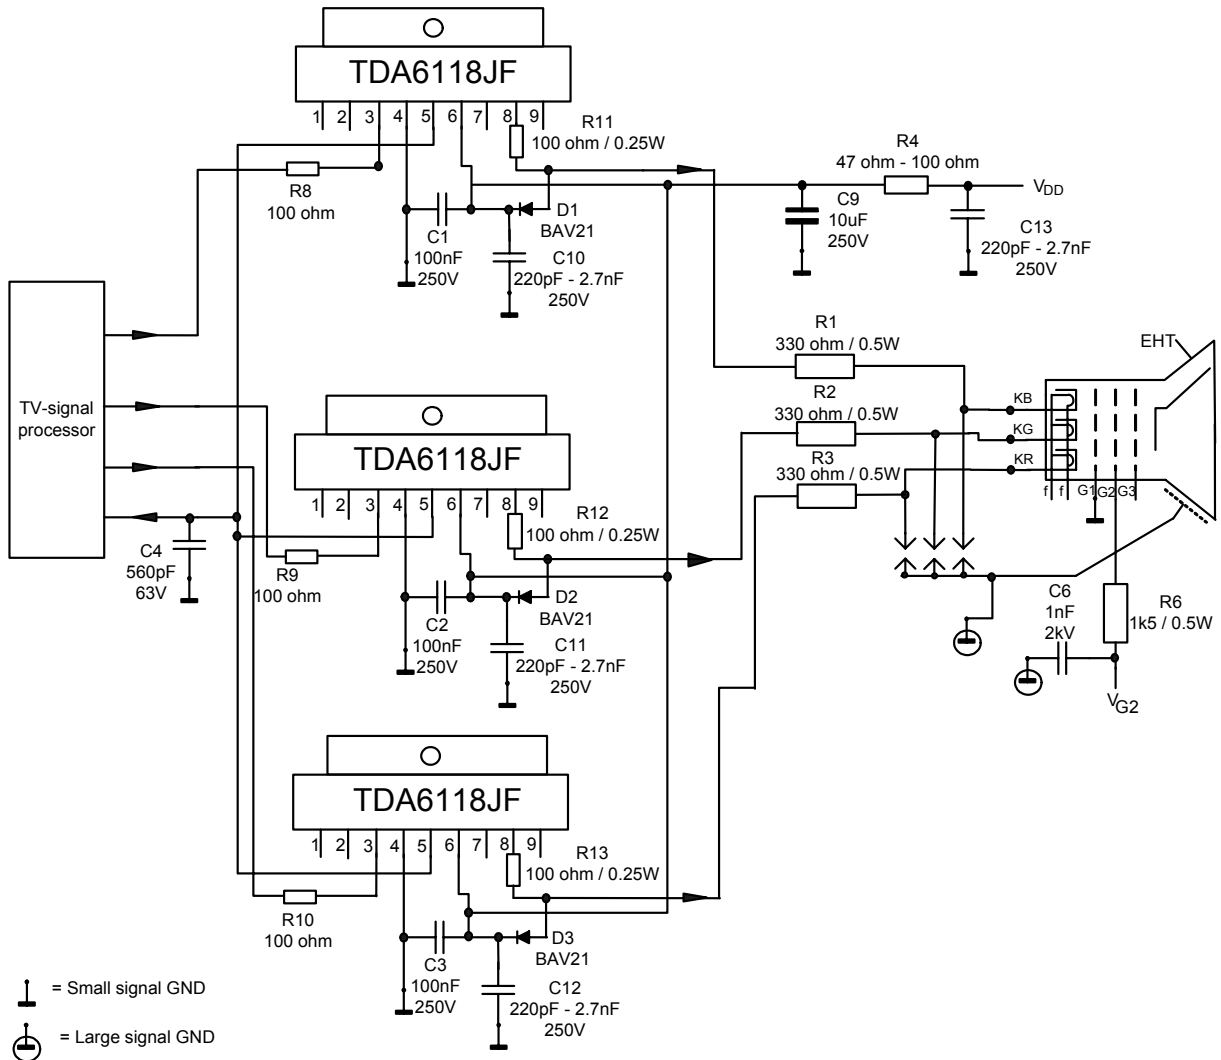 TDA6118JF
1 2 3 4 5 6 7 8 9
R11
100 ohm / 0.25W
R8
100 ohm
C1
100nF
250V
D1
BAV21
C10
220pF - 2.7nF
250V
R4
47 ohm - 100 ohm
VDD
C9
10uF
250V
C13
220pF - 2.7nF
250V
TV-signal
processor
R1
330 ohm / 0.5W
R2
330 ohm / 0.5W
R3
330 ohm / 0.5W
EHT
KB
KG
KR
f f G1 G2 G3
TDA6118JF
1 2 3 4 5 6 7 8 9
R12
100 ohm / 0.25W
C4
560pF
63V
R9
100 ohm
C2
100nF
250V
D2
BAV21
C11
220pF - 2.7nF
250V
C6
1nF
2kV
R6
1k5 / 0.5W
VG2
TDA6118JF
1 2 3 4 5 6 7 8 9
R13
100 ohm / 0.25W
R10
100 ohm
C3
100nF
250V
D3
BAV21
C12
220pF - 2.7nF
250V
= Small signal GND
= Large signal GND